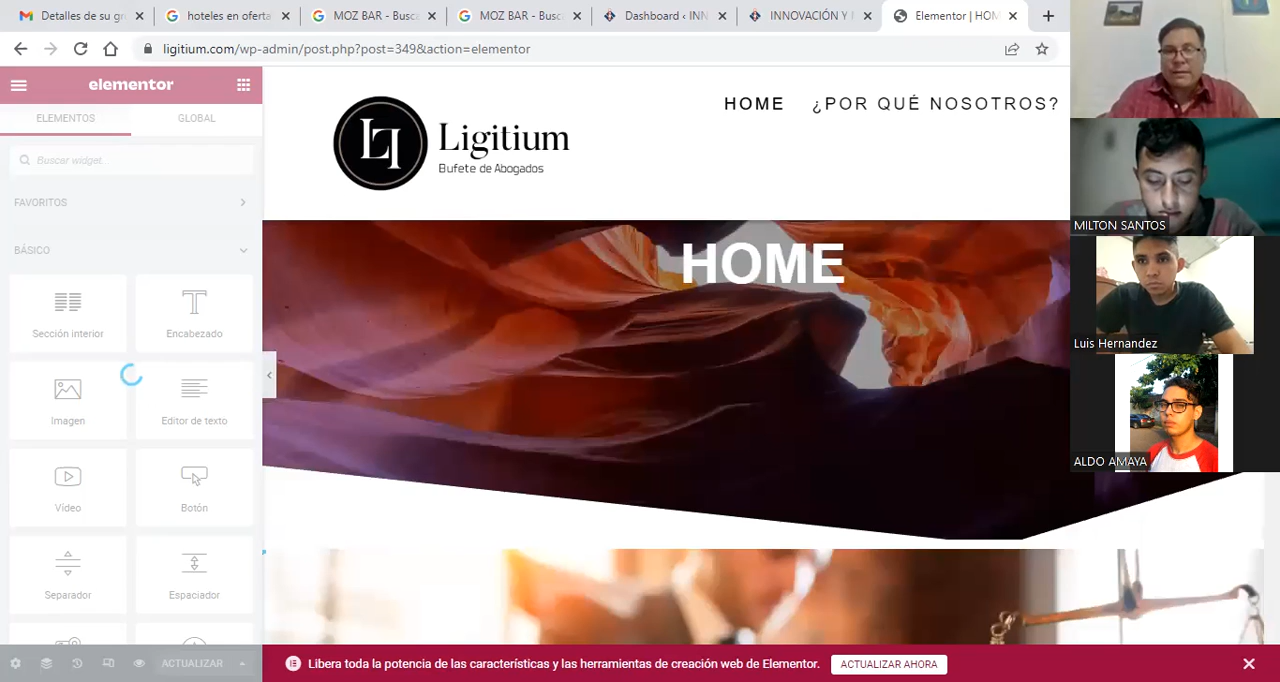 Detalles de su gr
hoteles en oferta
MOZ BAR - Busc
MOZ BAR - Busc
Dashboard ‹ INN
INNOVACIÓN Y
Elementor | HOM
ligitium.com/wp-admin/post.php?post=349&action=elementor
elementor
ELEMENTOS
GLOBAL
Buscar widget...
FAVORITOS
BÁSICO
Sección interior
Encabezado
Imagen
Editor de texto
Vídeo
Botón
Separador
Espaciador
ACTUALIZAR
LI
Ligitium
Bufete de Abogados
HOME
¿POR QUÉ NOSOTROS?
HOME
Libera toda la potencia de las características y las herramientas de creación web de Elementor.
ACTUALIZAR AHORA
MILTON SANTOS
Luis Hernandez
ALDO AMAYA